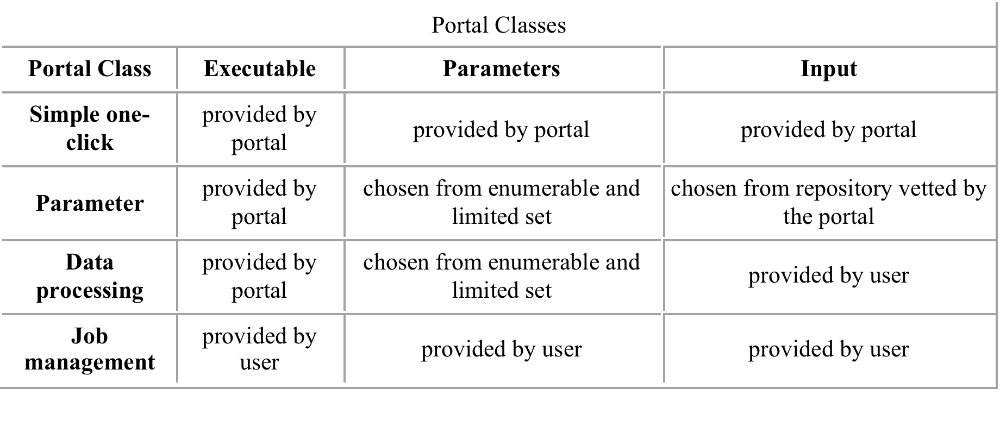 Portal Classes
Portal Class Executable Parameters Input
Simple one-
click
provided by
portal
provided by portal
provided by portal
Parameter
provided by
portal
chosen from enumerable and
limited set
chosen from repository vetted by
the portal
Data
processing
provided by
portal
chosen from enumerable and
limited set
provided by user
Job
management
provided by
user
provided by user
provided by user